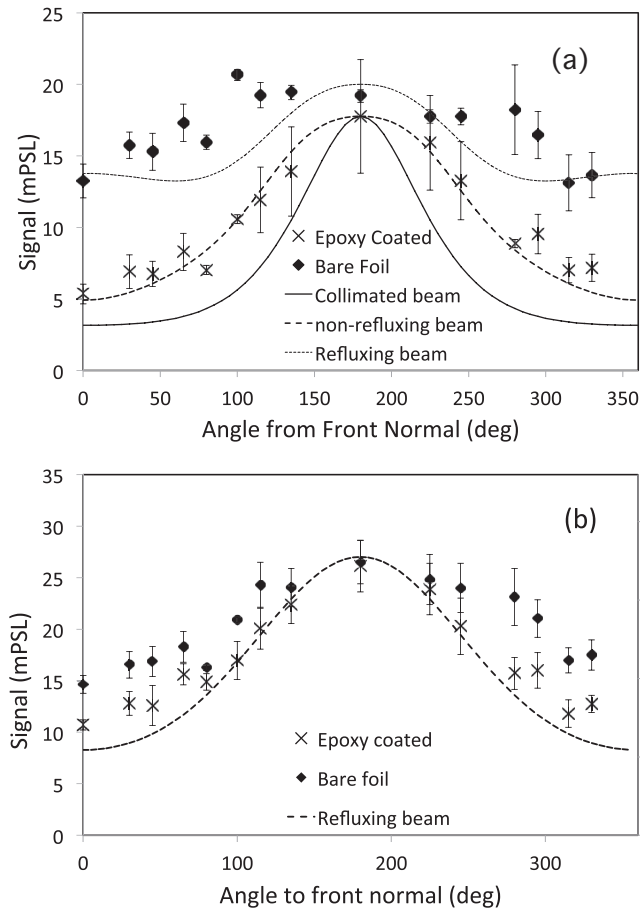 25
(a)
20
15
10
5
0
Signal (mPSL)
Epoxy Coated
Bare Foil
Collimated beam
non-refluxing beam
Refluxing beam
0 50 100 150 200 250 300 350
Angle from Front Normal (deg)
35
(b)
30
25
20
15
10
5
0
Signal (mPSL)
Epoxy coated
Bare foil
Refluxing beam
0 100 200 300
Angle to front normal (deg)